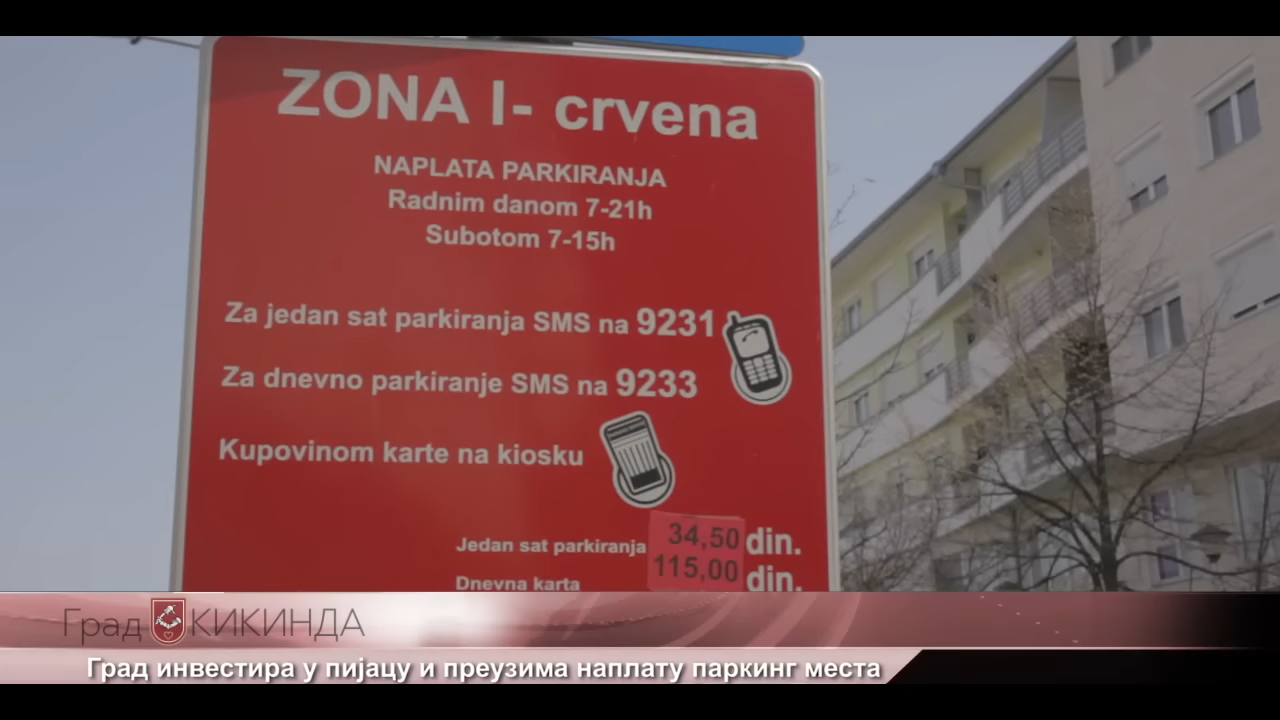 ZONA I- crvena
NAPLATA PARKIRANJA
Radnim danom 7-21h
Subotom 7-15h
Za jedan sat parkiranja SMS na 9231
Za dnevno parkiranje SMS na 9233
Kupovinom karte na kiosku
Jedan sat parkiranja 34,50 din.
Dnevna karta 115,00 din.
Град КИКИНДА
Град инвестира у пијацу и преузима наплату паркинг места